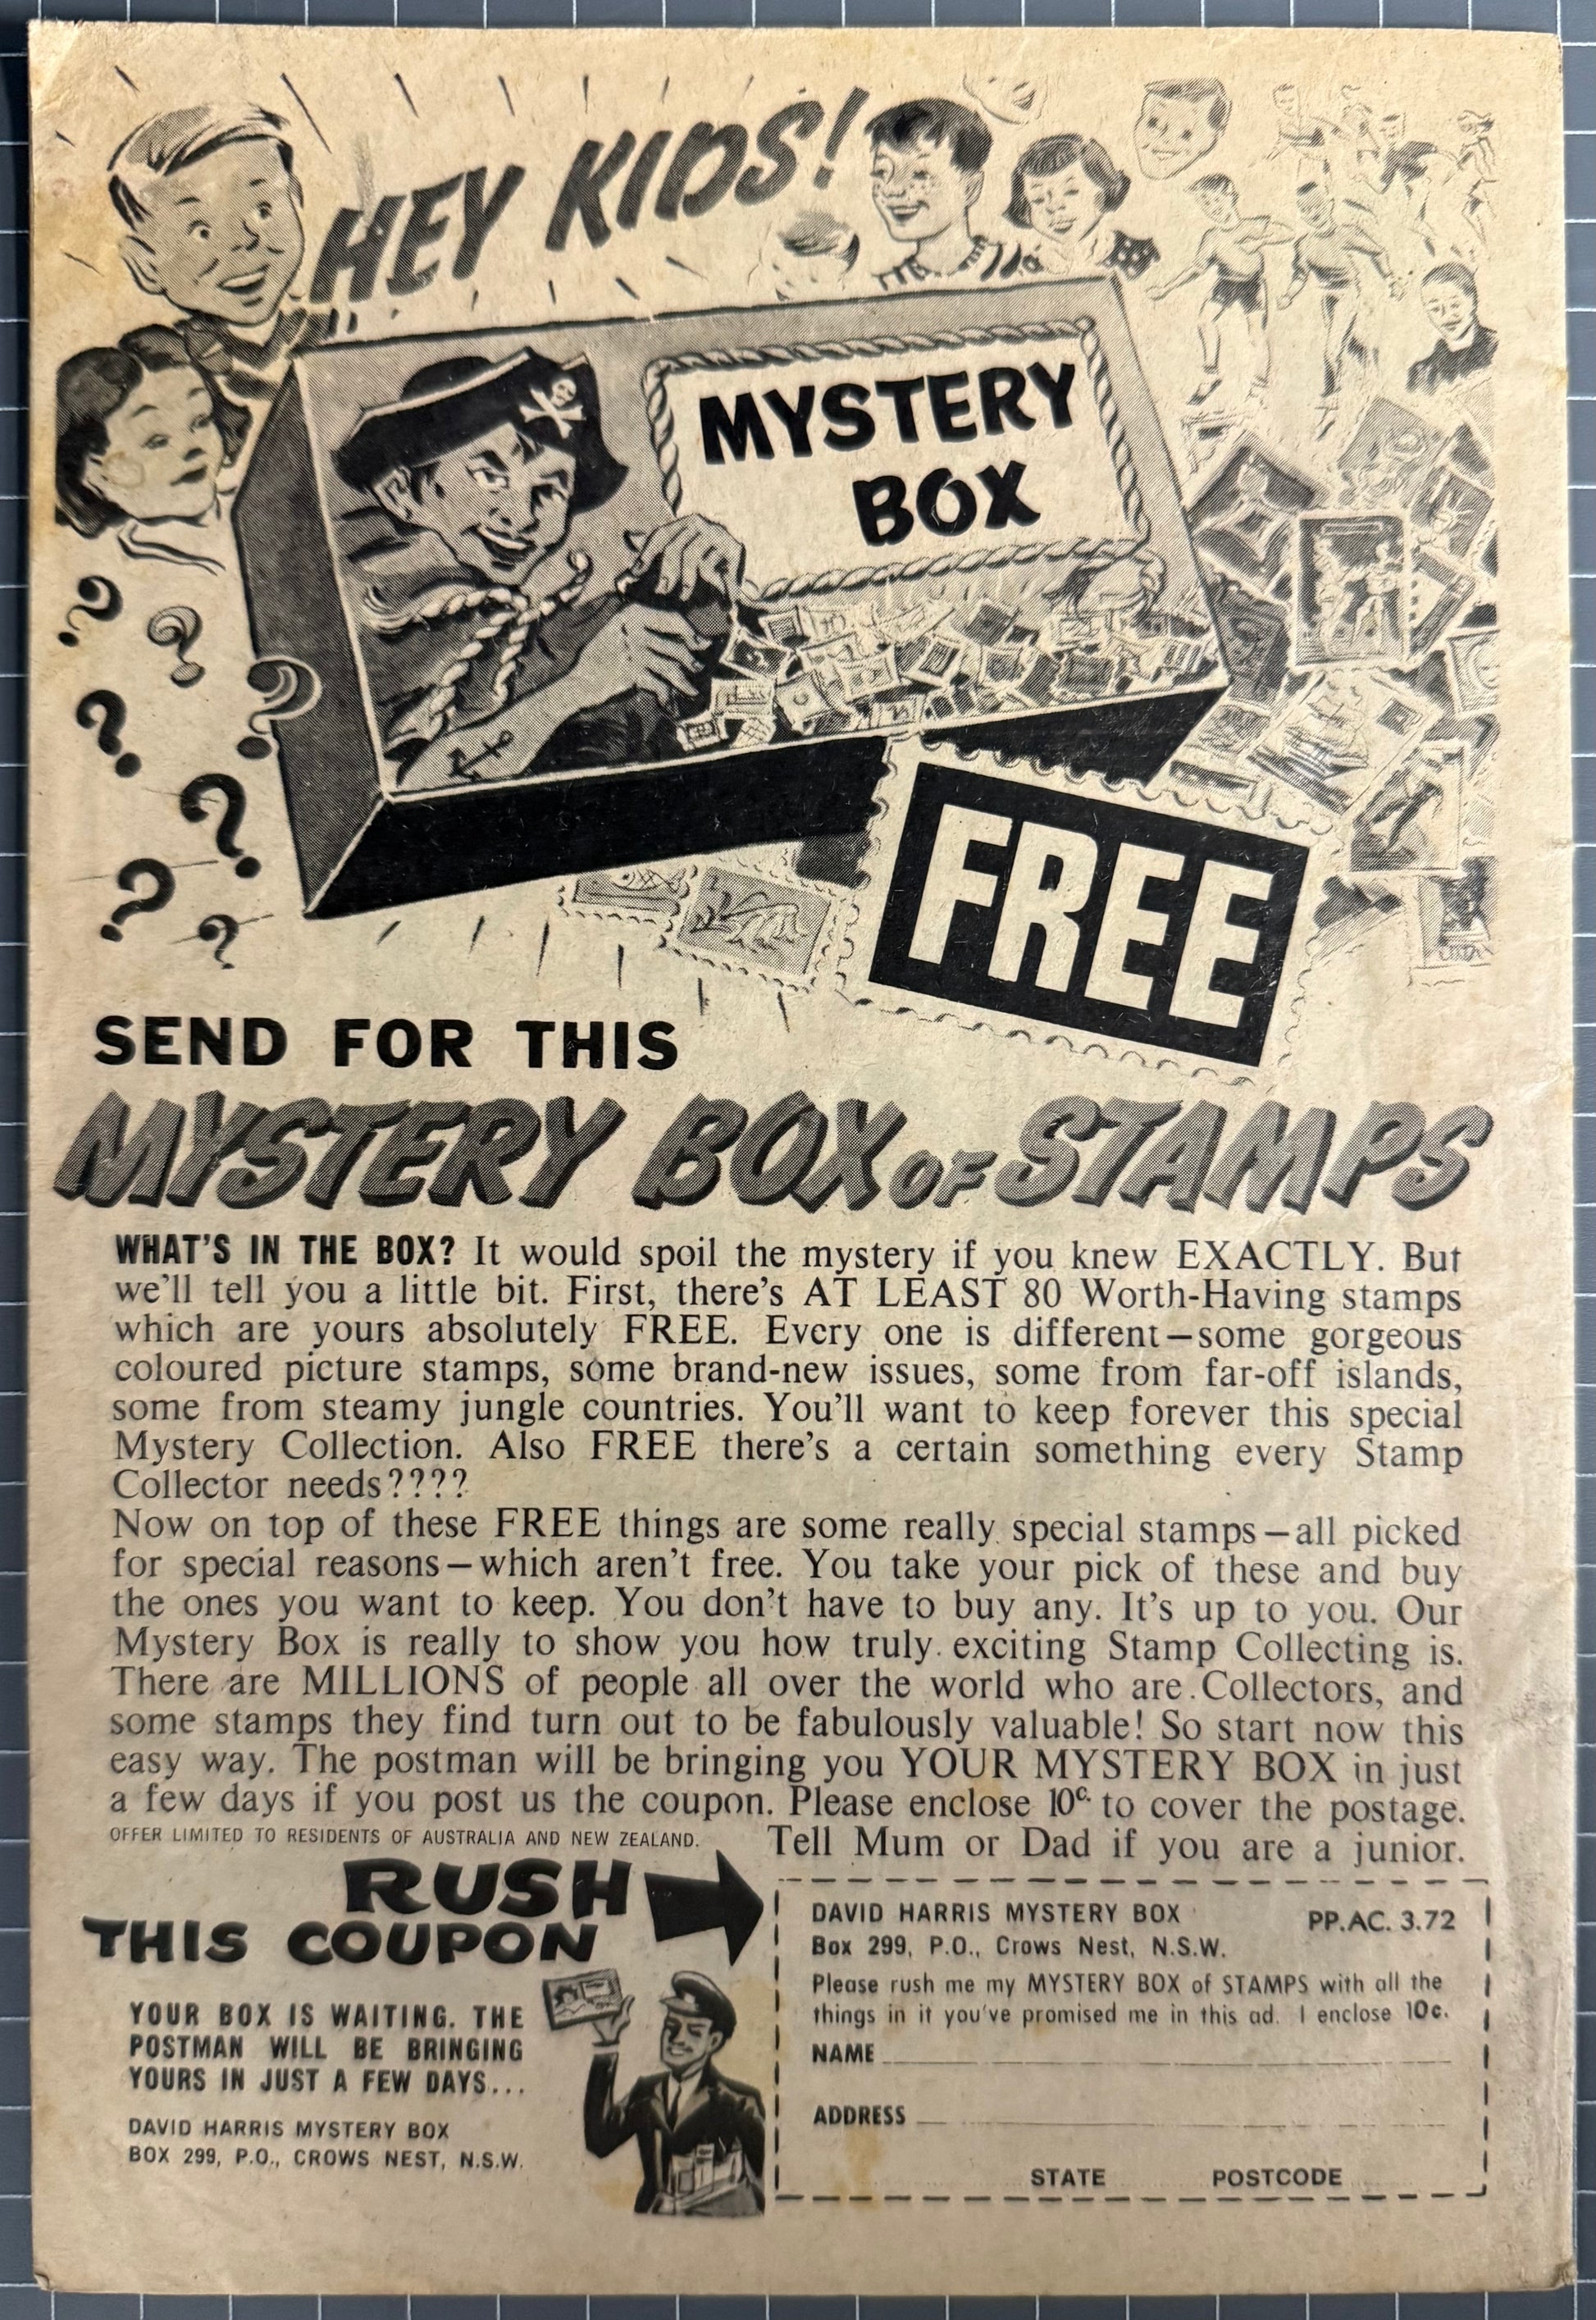 HEY KIDS!
MYSTERY
BOX
FREE
SEND FOR THIS
MYSTERY BOX OF STAMPS
WHAT'S IN THE BOX? It would spoil the mystery if you knew EXACTLY. But
we'll tell you a little bit. First, there's AT LEAST 80 Worth-Having stamps
which are yours absolutely FREE. Every one is different—some gorgeous
coloured picture stamps, some brand-new issues, some from far-off islands,
some from steamy jungle countries. You'll want to keep forever this special
Mystery Collection. Also FREE there's a certain something every Stamp
Collector needs????
Now on top of these FREE things are some really special stamps—all picked
for special reasons—which aren't free. You take your pick of these and buy
the ones you want to keep. You don't have to buy any. It's up to you. Our
Mystery Box is really to show you how truly exciting Stamp Collecting is.
There are MILLIONS of people all over the world who are Collectors, and
some stamps they find turn out to be fabulously valuable! So start now this
easy way. The postman will be bringing you YOUR MYSTERY BOX in just
a few days if you post us the coupon. Please enclose 10c. to cover the postage.
OFFER LIMITED TO RESIDENTS OF AUSTRALIA AND NEW ZEALAND.
Tell Mum or Dad if you are a junior.
RUSH
THIS COUPON
YOUR BOX IS WAITING. THE
POSTMAN WILL BE BRINGING
YOURS IN JUST A FEW DAYS...
DAVID HARRIS MYSTERY BOX
BOX 299, P.O., CROWS NEST, N.S.W.
DAVID HARRIS MYSTERY BOX PP.AC. 3.72
Box 299, P.O., Crows Nest, N.S.W.
Please rush me my MYSTERY BOX of STAMPS with all the
things in it you've promised me in this ad. I enclose 10c.
NAME
ADDRESS
STATE POSTCODE